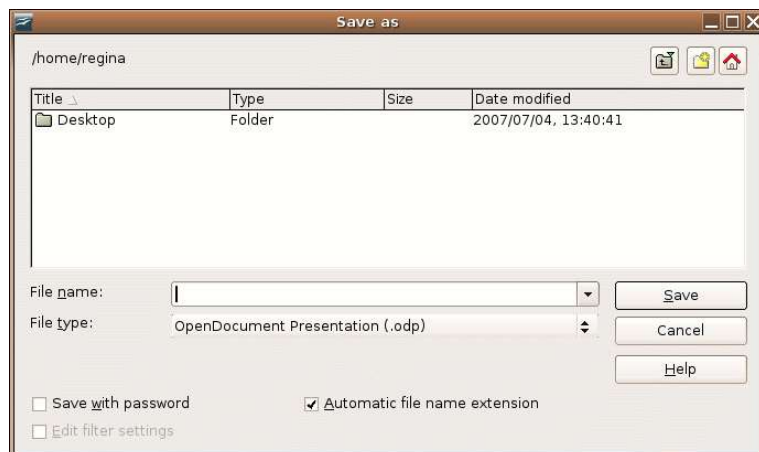 Save as
/home/regina
Title Type Size Date modified
Desktop Folder 2007/07/04, 13:40:41
File name: Save
File type: OpenDocument Presentation (.odp) Cancel
Help
Save with password Automatic file name extension
Edit filter settings